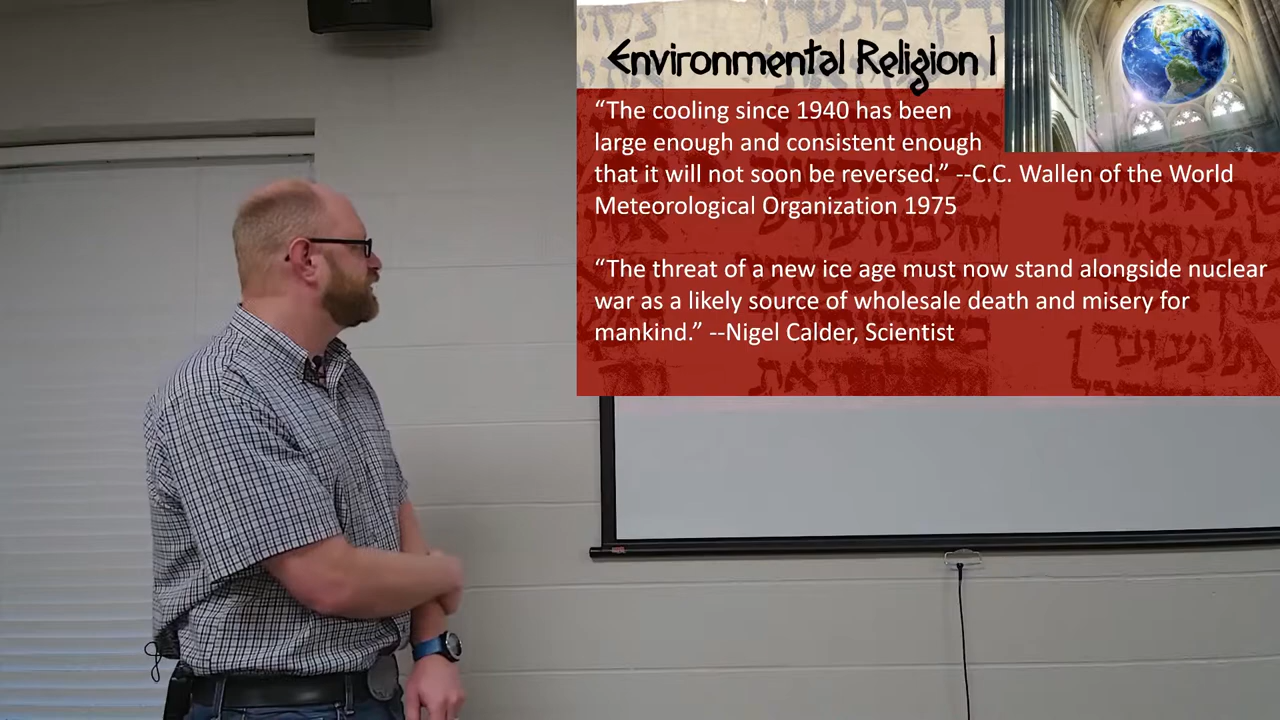 Environmental Religion I
“The cooling since 1940 has been
large enough and consistent enough
that it will not soon be reversed.” --C.C. Wallen of the World
Meteorological Organization 1975
“The threat of a new ice age must now stand alongside nuclear
war as a likely source of wholesale death and misery for
mankind.” --Nigel Calder, Scientist